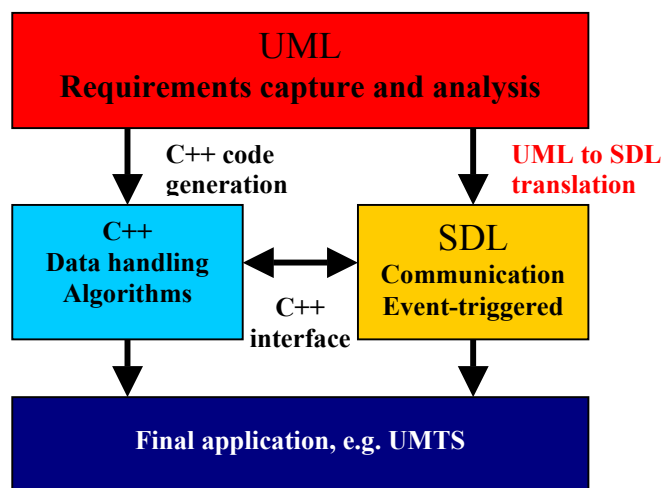 UML
Requirements capture and analysis
C++ code
generation
UML to SDL
translation
C++
Data handling
Algorithms
SDL
Communication
Event-triggered
C++
interface
Final application, e.g. UMTS